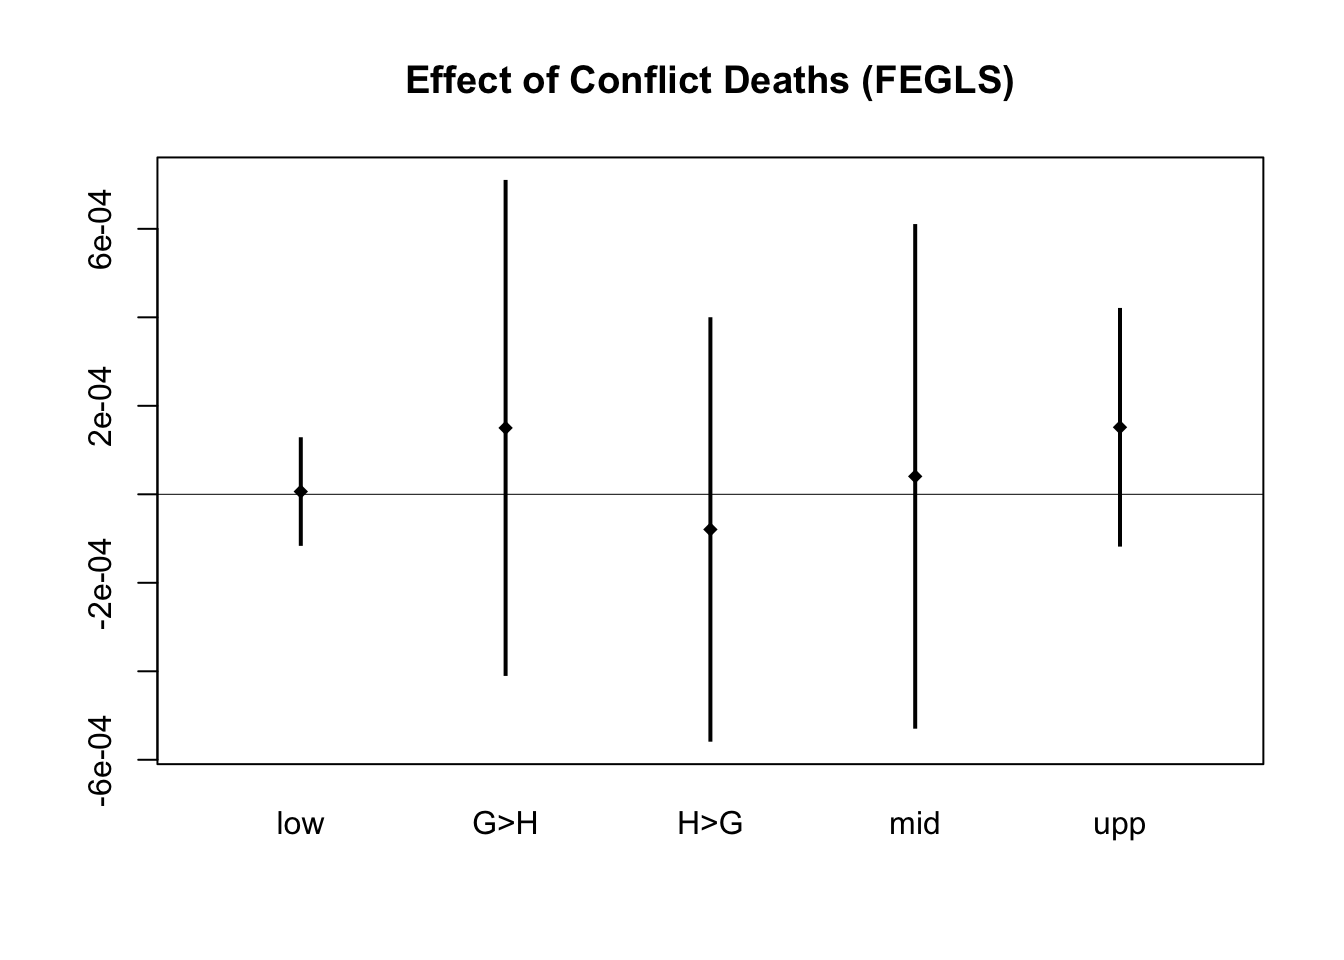 Effect of Conflict Deaths (FEGLS)
6e-04
2e-04
-2e-04
-6e-04
low G>H H>G mid upp